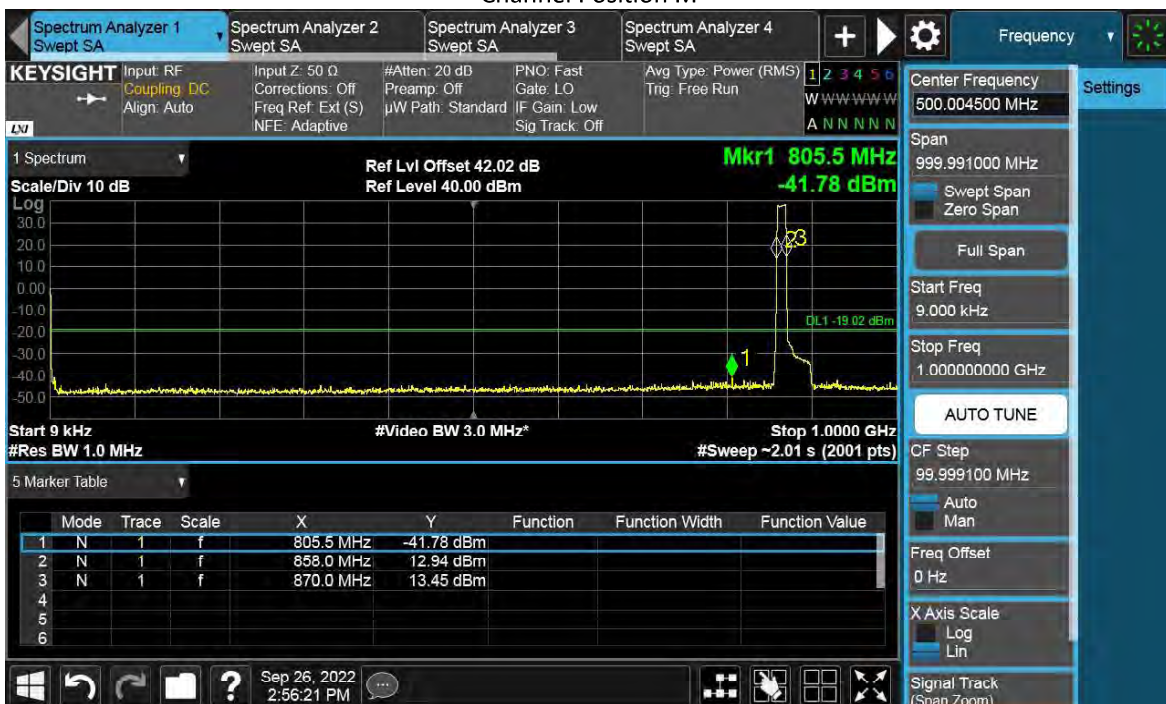 Channel Position M
Spectrum Analyzer 1
Swept SA
Spectrum Analyzer 2
Swept SA
Spectrum Analyzer 3
Swept SA
Spectrum Analyzer 4
Swept SA
+
Frequency
KEYSIGHT
LXI
Input: RF
Coupling: DC
Align: Auto
Input Z: 50 Ω
Corrections: Off
Freq Ref: Ext (S)
NFE: Adaptive
#Atten: 20 dB
Preamp: Off
µW Path: Standard
PNO: Fast
Gate: LO
IF Gain: Low
Sig Track: Off
Avg Type: Power (RMS)
Trig: Free Run
1 2 3 4 5 6
W W W W W W
A N N N N N
1 Spectrum
Scale/Div 10 dB
Ref Lvl Offset 42.02 dB
Ref Level 40.00 dBm
Mkr1 805.5 MHz
-41.78 dBm
Log
30.0
20.0
10.0
0.00
-10.0
-20.0
-30.0
-40.0
-50.0
23
DL1 -19.02 dBm
1
Start 9 kHz
#Video BW 3.0 MHz*
Stop 1.0000 GHz
#Res BW 1.0 MHz
#Sweep ~2.01 s (2001 pts)
5 Marker Table
Mode Trace Scale X Y Function Function Width Function Value
1 N 1 f 805.5 MHz -41.78 dBm
2 N 1 f 858.0 MHz 12.94 dBm
3 N 1 f 870.0 MHz 13.45 dBm
4
5
6
?
Sep 26, 2022
2:56:21 PM
Center Frequency
500.004500 MHz
Settings
Span
999.991000 MHz
Swept Span
Zero Span
Full Span
Start Freq
9.000 kHz
Stop Freq
1.000000000 GHz
AUTO TUNE
CF Step
99.999100 MHz
Auto
Man
Freq Offset
0 Hz
X Axis Scale
Log
Lin
Signal Track
(Span Zoom)